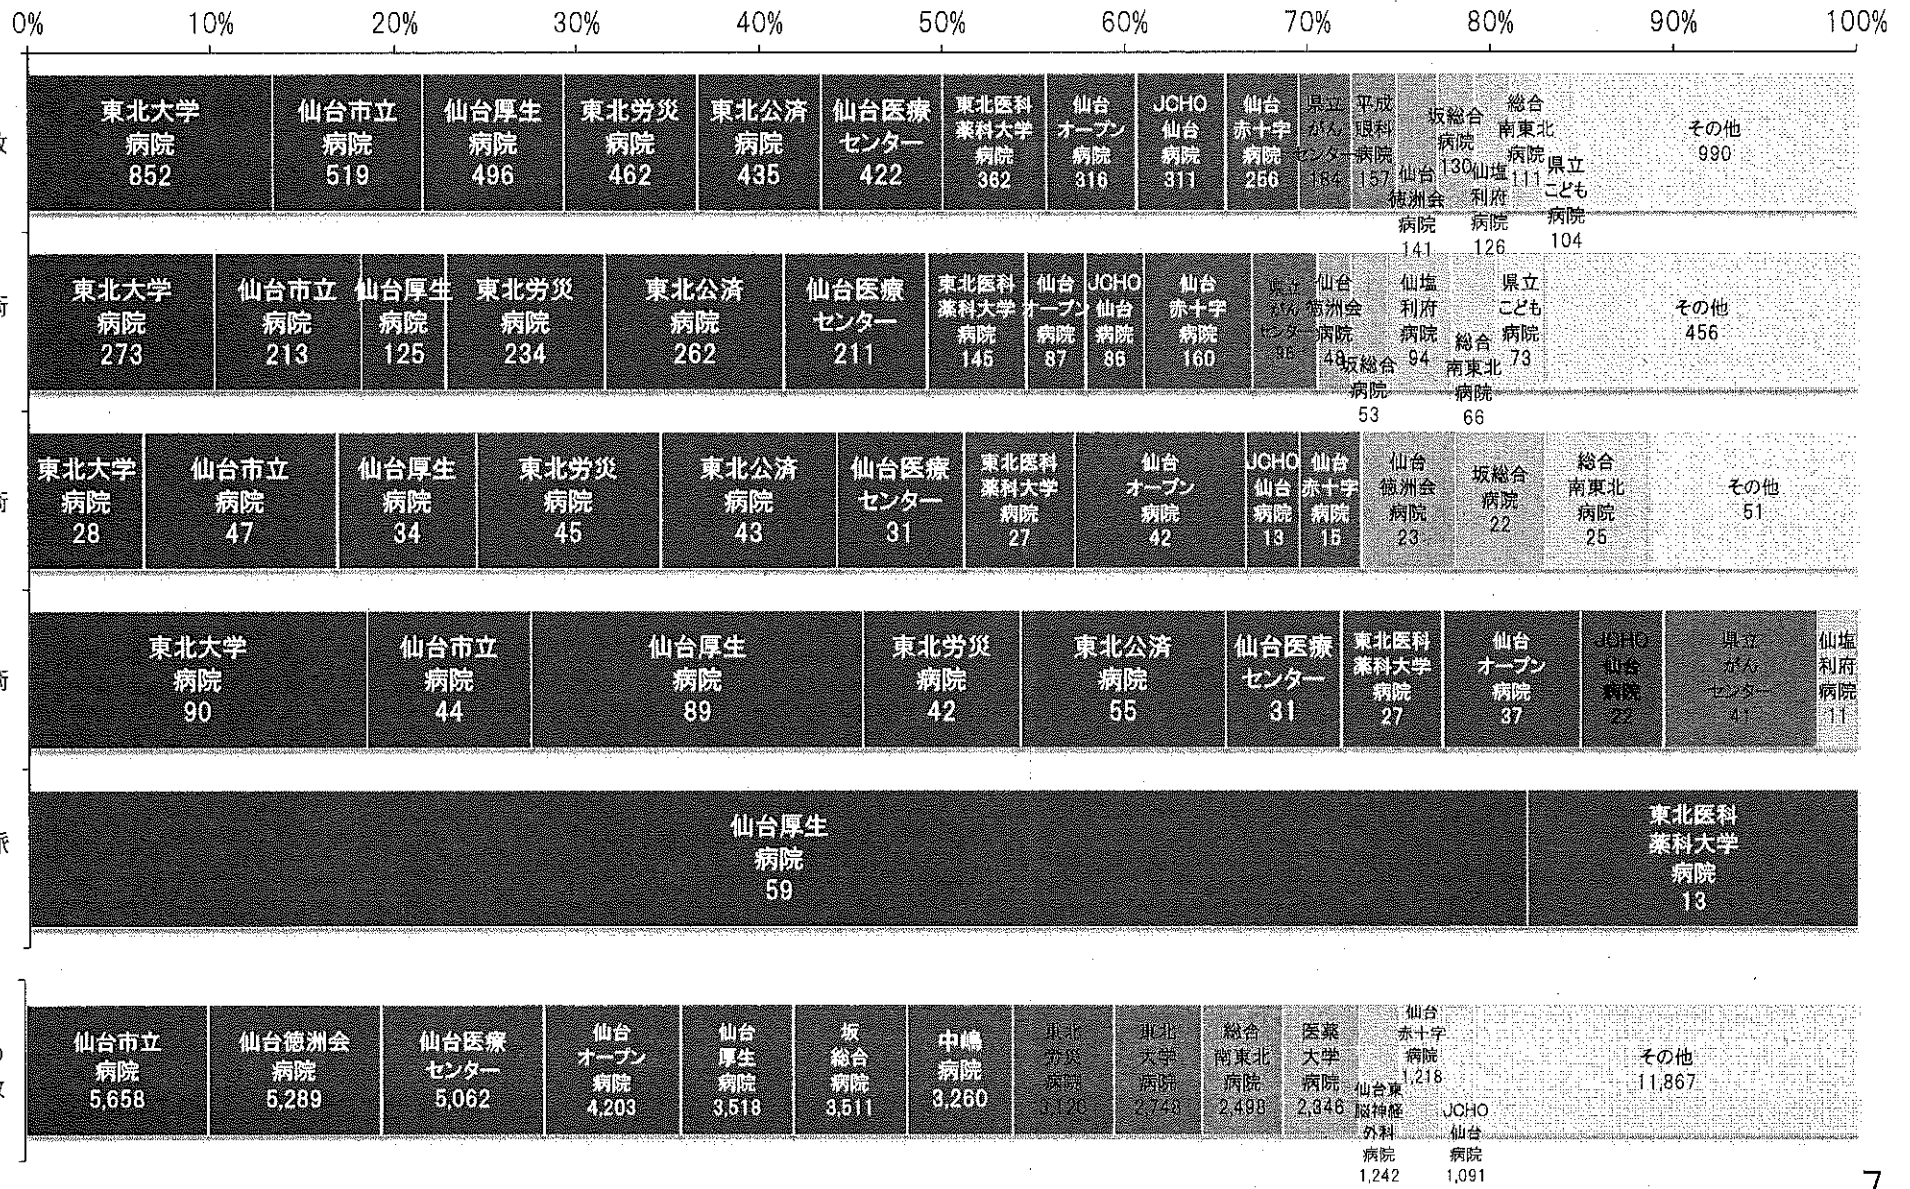 0% 10% 20% 30% 40% 50% 60% 70% 80% 90% 100%
東北大学
病院
852
仙台市立
病院
519
仙台厚生
病院
496
東北労災
病院
462
東北公済
病院
435
仙台医療
センター
422
東北医科
薬科大学
病院
362
仙台
オープン
病院
316
JCHO
仙台
病院
311
仙台
赤十字
病院
256
県立
がん
センター
184
平成
眼科
病院
157
仙台
徳洲会
病院
141
坂総合
病院
130
仙塩
利府
病院
126
総合
南東北
病院
111
県立
こども
病院
104
その他
990
東北大学
病院
273
仙台市立
病院
213
仙台厚生
病院
125
東北労災
病院
234
東北公済
病院
262
仙台医療
センター
211
東北医科
薬科大学
病院
145
仙台
オープン
病院
87
JCHO
仙台
病院
86
仙台
赤十字
病院
160
県立
がん
センター
仙台
徳洲会
病院
48
坂総合
病院
53
仙塩
利府
病院
94
総合
南東北
病院
66
県立
こども
病院
73
その他
456
東北大学
病院
28
仙台市立
病院
47
仙台厚生
病院
34
東北労災
病院
45
東北公済
病院
43
仙台医療
センター
31
東北医科
薬科大学
病院
27
仙台
オープン
病院
42
JCHO
仙台
病院
13
仙台
赤十字
病院
15
仙台
徳洲会
病院
23
坂総合
病院
22
総合
南東北
病院
25
その他
51
東北大学
病院
90
仙台市立
病院
44
仙台厚生
病院
89
東北労災
病院
42
東北公済
病院
55
仙台医療
センター
31
東北医科
薬科大学
病院
27
仙台
オープン
病院
37
JCHO
仙台
病院
22
県立
がん
センター
41
仙塩
利府
病院
11
仙台厚生
病院
59
東北医科
薬科大学
病院
13
仙台市立
病院
5,658
仙台徳洲会
病院
5,289
仙台医療
センター
5,062
仙台
オープン
病院
4,203
仙台
厚生
病院
3,518
坂
総合
病院
3,511
中嶋
病院
3,260
東北
労災
病院
東北
大学
病院
2,748
総合
南東北
病院
2,498
医薬
大学
病院
2,346
仙台東
脳神経
外科
病院
1,242
仙台
赤十字
病院
1,218
JCHO
仙台
病院
1,091
その他
11,867
7